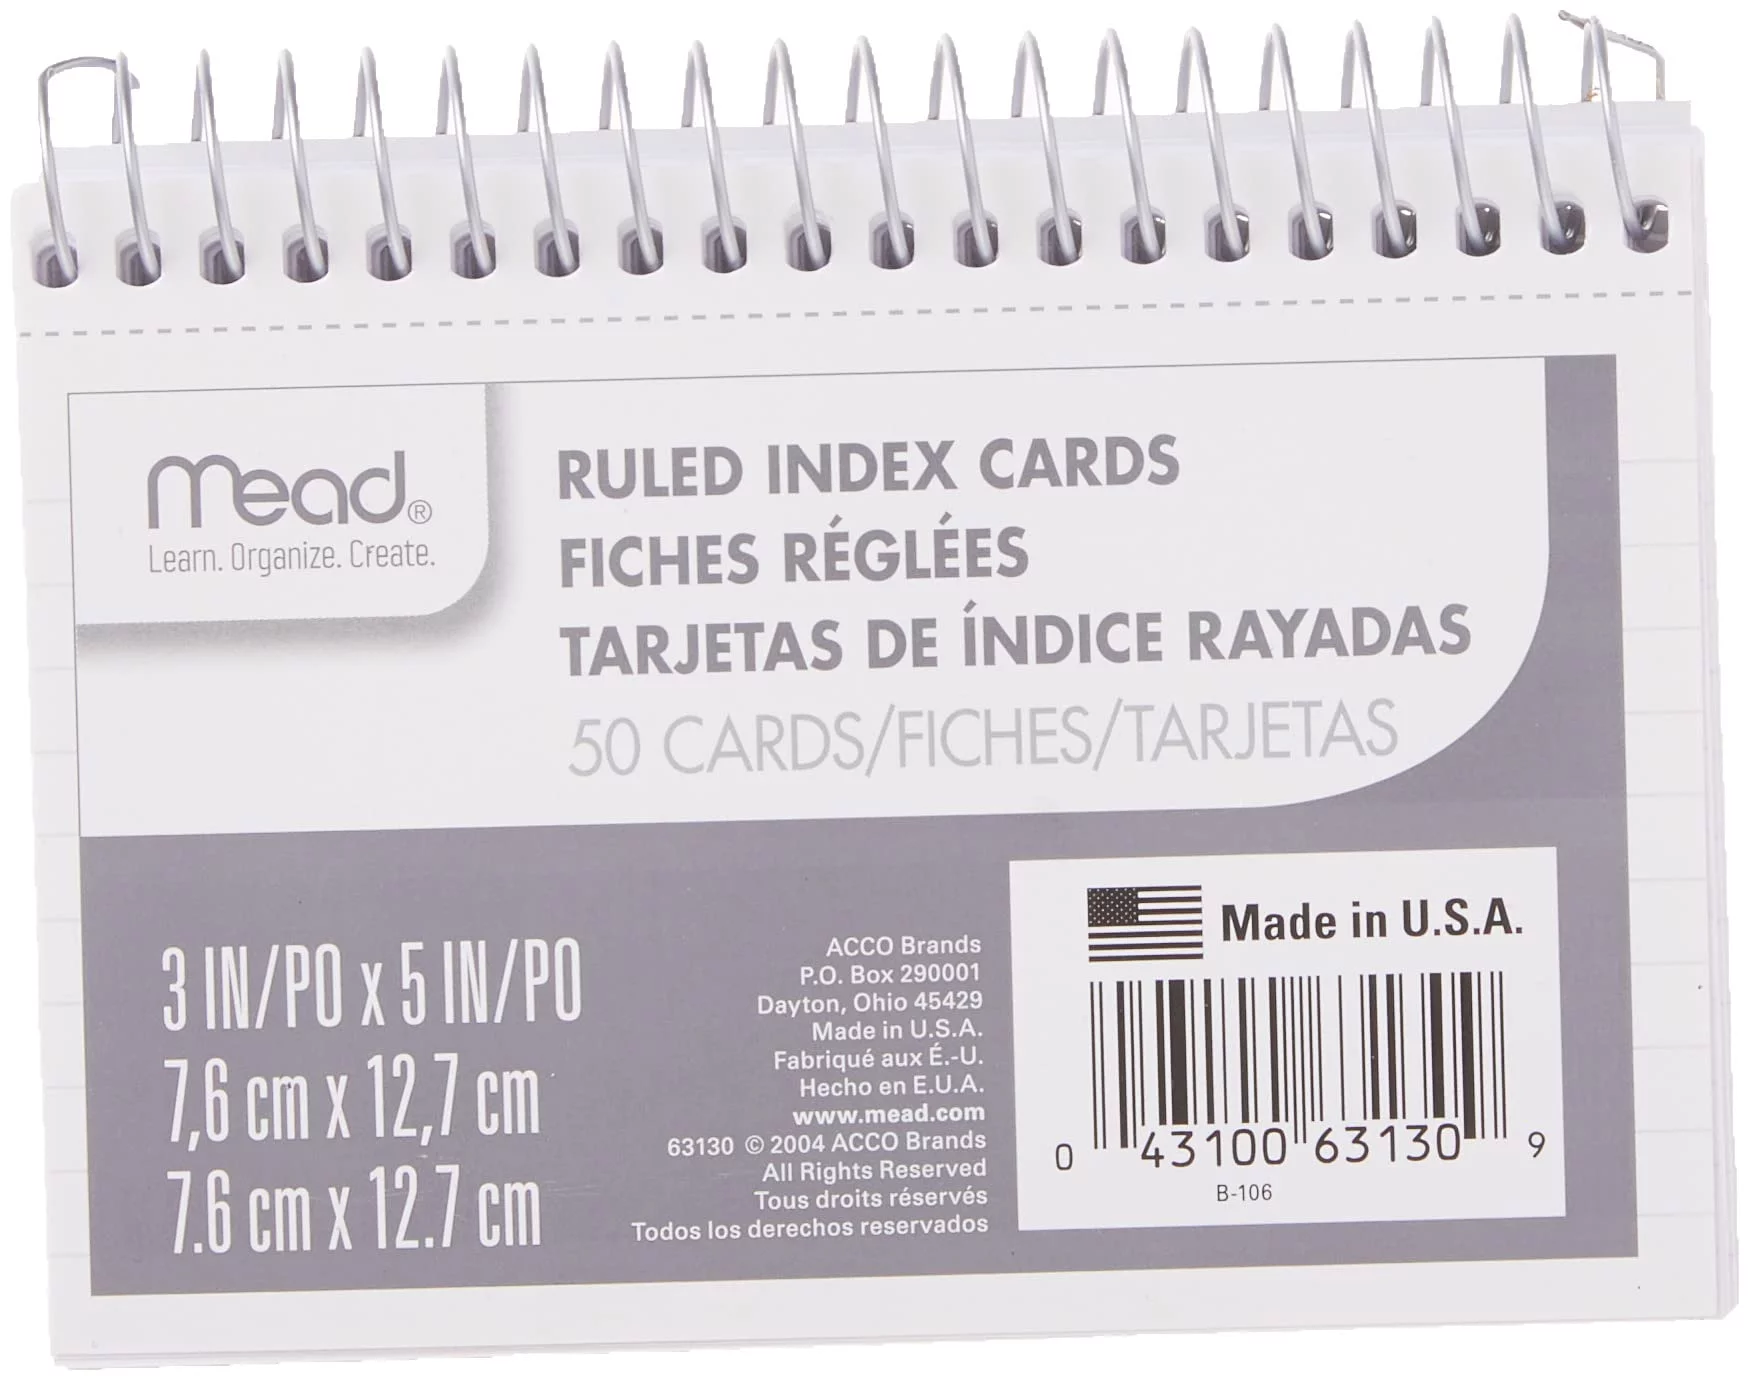 mead®
Learn. Organize. Create.
RULED INDEX CARDS
FICHES RÉGLÉES
TARJETAS DE ÍNDICE RAYADAS
50 CARDS/FICHES/TARJETAS
3 IN/PO x 5 IN/PO
7,6 cm x 12,7 cm
7.6 cm x 12.7 cm
ACCO Brands
P.O. Box 290001
Dayton, Ohio 45429
Made in U.S.A.
Fabriqué aux É.-U.
Hecho en E.U.A.
www.mead.com
63130 © 2004 ACCO Brands
All Rights Reserved
Tous droits réservés
Todos los derechos reservados
Made in U.S.A.
0 43100 63130 9
B-106